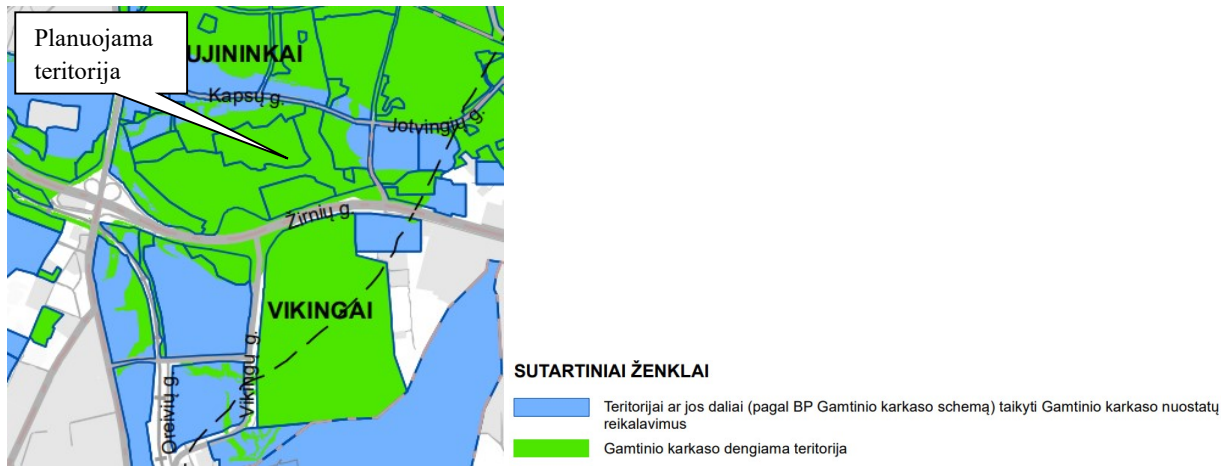 Planuojama
teritorija
UJININKAI
Kapsų g.
Jotvingių g.
Žirnių g.
VIKINGAI
Oreivių g.
Vikingų g.
SUTARTINIAI ŽENKLAI
Teritorijai ar jos daliai (pagal BP Gamtinio karkaso schemą) taikyti Gamtinio karkaso nuostatų
reikalavimus
Gamtinio karkaso dengiama teritorija